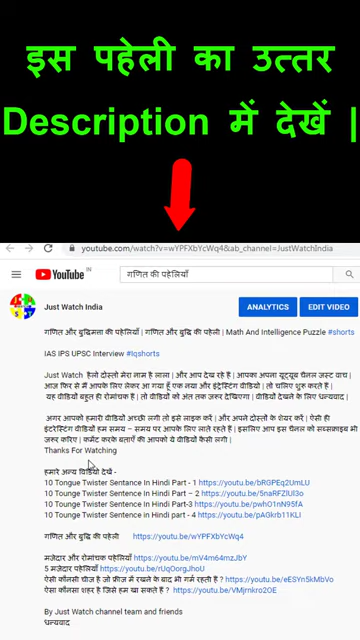 इस पहेली का उत्तर
Description में देखें |
youtube.com/watch?v=wYPFXbYcWq4&ab_channel=JustWatchIndia
YouTube IN
गणित की पहेलियाँ
Just Watch India
ANALYTICS
EDIT VIDEO
गणित और बुद्धिमत्ता की पहेलियाँ | गणित और बुद्धि की पहेली | Math And Intelligence Puzzle #shorts
IAS IPS UPSC Interview #Iqshorts
Just Watch हैलो दोस्तो मेरा नाम है लाला | और आप देख रहे हैं | आपका अपना यूट्यूब चैनल जस्ट वाच |
आज फिर से मैं आपके लिए लेकर आ गया हूँ एक नया और इंट्रेस्टिंग वीडियो | तो चलिए शुरू करते हैं |
यह वीडियो बहुत ही रोमांचक हैं | तो वीडियो को अंत तक जरूर देखिएगा | वीडियो देखने के लिए धन्यवाद |
अगर आपको हमारी वीडियो अच्छी लगी तो इसे लाइक करें | और अपने दोस्तों के शेयर करें | ऐसी ही
इंटरेस्टिंग वीडियो हम समय – समय पर आपके लिए लाते रहते हैं | इसलिए आप इस चैनल को सब्सक्राइब भी
जरूर करिए | कमेंट करके बताएँ की आपको ये वीडियो कैसी लगी |
Thanks For Watching
हमारे अन्य विडियो देखें -
10 Tougue Twister Sentence In Hindi Part - 1 https://youtu.be/bRGPEq2UmLU
10 Tongue Twister Sentence In Hindi Part – 2 https://youtu.be/5naRFZlUl3o
10 Tongue Twister Sentence In Hindi Part-3 https://youtu.be/pwhO1nN95fA
10 Tongue Twister Sentence In Hindi part - 4 https://youtu.be/pAGkrb11KLI
गणित और बुद्धि की पहेली https://youtu.be/wYPFXbYcWq4
मजेदार और रोमांचक पहेलियाँ https://youtu.be/mV4m64mzJbY
5 मजेदार पहेलियाँ https://youtu.be/rUqOorgJhoU
ऐसी कौनसी चीज है जो फ्रीज में रखने के बाद भी गर्म रहती हैं ? https://youtu.be/eESYn5kMbVo
ऐसा कौनसा शहर है जिसे हम खा सकते हैं ? https://youtu.be/VMjrnkro2OE
By Just Watch channel team and friends
धन्यवाद